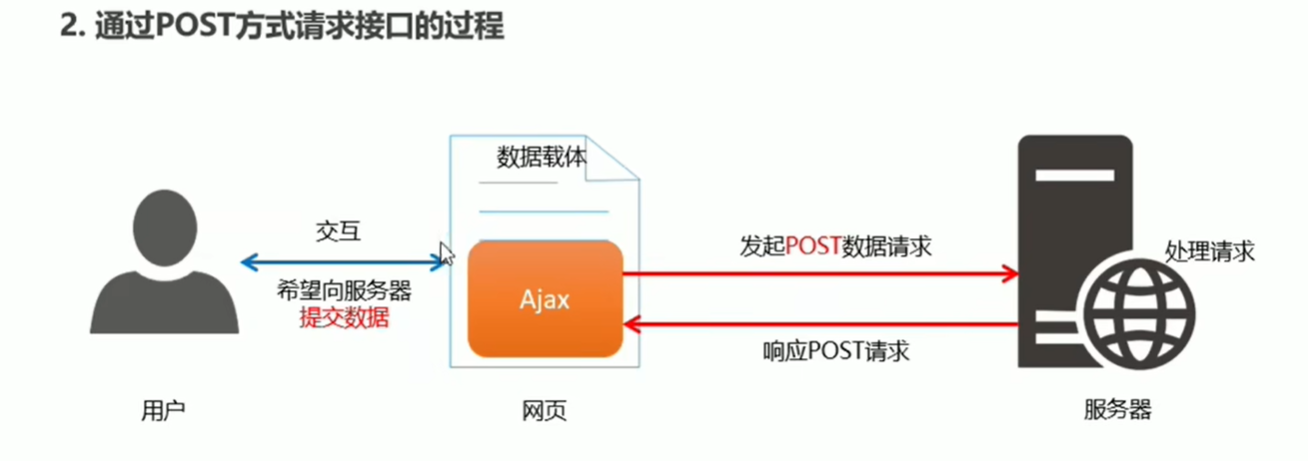 2. 通过POST方式请求接口的过程
数据载体
交互
希望向服务器
提交数据
Ajax
发起POST数据请求
响应POST请求
处理请求
用户
网页
服务器